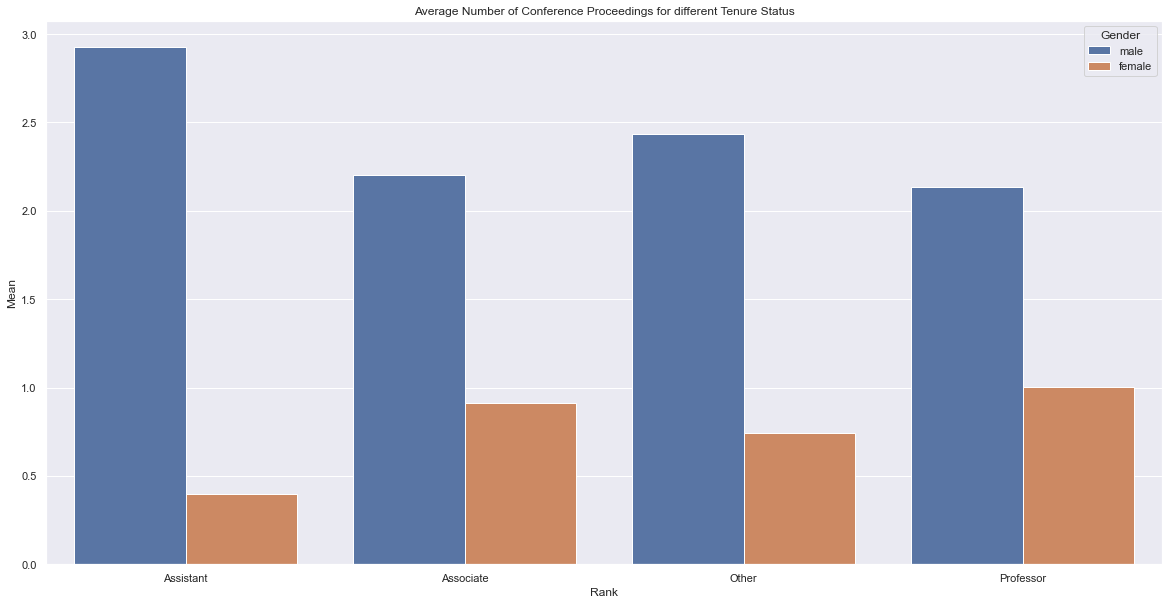 Average Number of Conference Proceedings for different Tenure Status
3.0
2.5
2.0
1.5
1.0
0.5
0.0
Mean
Gender
male
female
Assistant Associate Other Professor
Rank